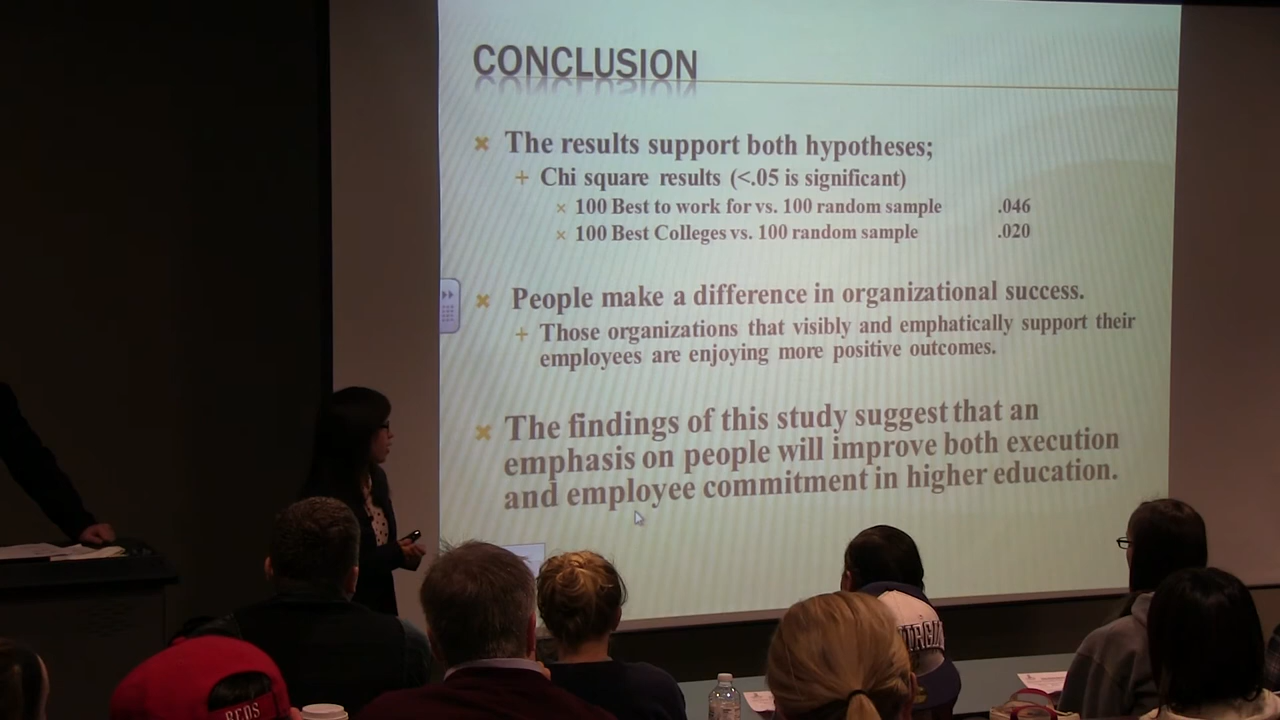 CONCLUSION
The results support both hypotheses;
Chi square results (<.05 is significant)
100 Best to work for vs. 100 random sample .046
100 Best Colleges vs. 100 random sample .020
People make a difference in organizational success.
Those organizations that visibly and emphatically support their
employees are enjoying more positive outcomes.
The findings of this study suggest that an
emphasis on people will improve both execution
and employee commitment in higher education.
REDS